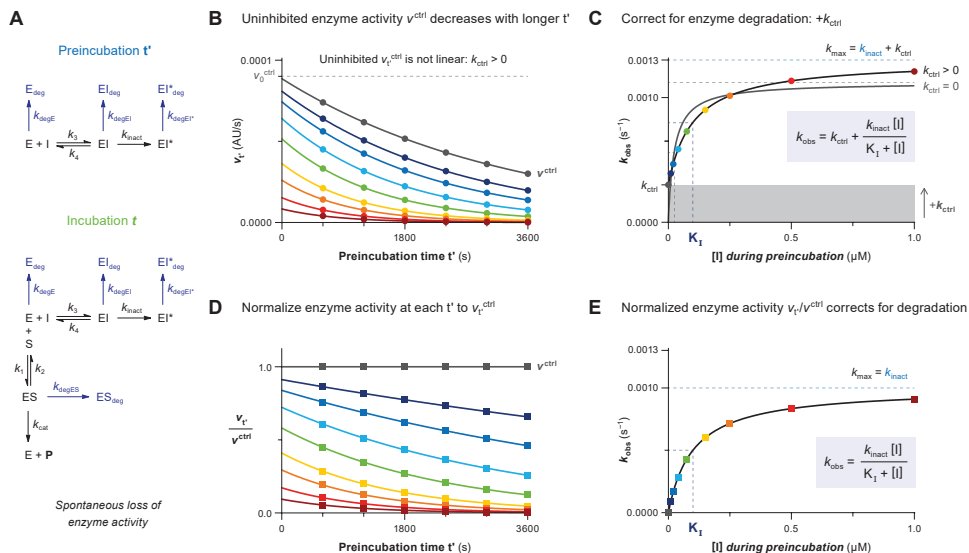 A
Preincubation t'
E_deg EI_deg EI*_deg
k_degE k_degEI k_degEI*
E + I k_3 k_4 EI k_inact EI*
Incubation t
E_deg EI_deg EI*_deg
k_degE k_degEI k_degEI*
E + I k_3 k_4 EI k_inact EI*
+
S
k_1 k_2
k_degES
ES ES_deg
k_cat
E + P
Spontaneous loss of
enzyme activity
B Uninhibited enzyme activity v^ctrl decreases with longer t'
0.0001
v_0^ctrl
Uninhibited v_t'^ctrl is not linear: k_ctrl > 0
v_t' (AU/s)
v^ctrl
0.0000
0 1800 3600
Preincubation time t' (s)
C Correct for enzyme degradation: +k_ctrl
k_max = k_inact + k_ctrl
0.0013
k_ctrl > 0
k_ctrl = 0
0.0010
k_obs (s⁻¹)
k_obs = k_ctrl + k_inact [I] / K_I + [I]
k_ctrl
+k_ctrl
0.0000
0 K_I 0.5 1.0
[I] during preincubation (μM)
D Normalize enzyme activity at each t' to v_t'^ctrl
1.0
v^ctrl
v_t'
v^ctrl
0.0
0 1800 3600
Preincubation time t' (s)
E Normalized enzyme activity v_t'/v^ctrl corrects for degradation
0.0013
k_max = k_inact
0.0010
k_obs (s⁻¹)
k_obs = k_inact [I] / K_I + [I]
0.0000
0 K_I 0.5 1.0
[I] during preincubation (μM)